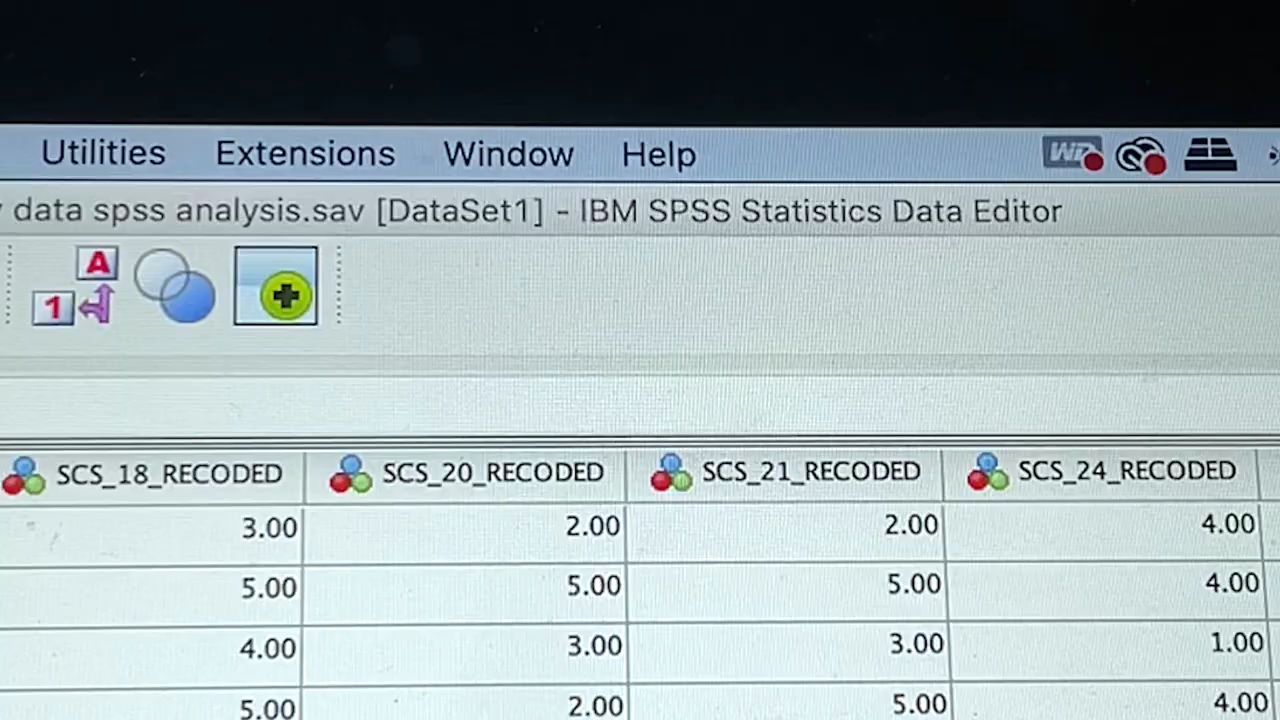 Utilities Extensions Window Help WD
data spss analysis.sav [DataSet1] - IBM SPSS Statistics Data Editor
A
1
SCS_18_RECODED SCS_20_RECODED SCS_21_RECODED SCS_24_RECODED
3.00 2.00 2.00 4.00
5.00 5.00 5.00 4.00
4.00 3.00 3.00 1.00
5.00 2.00 5.00 4.00